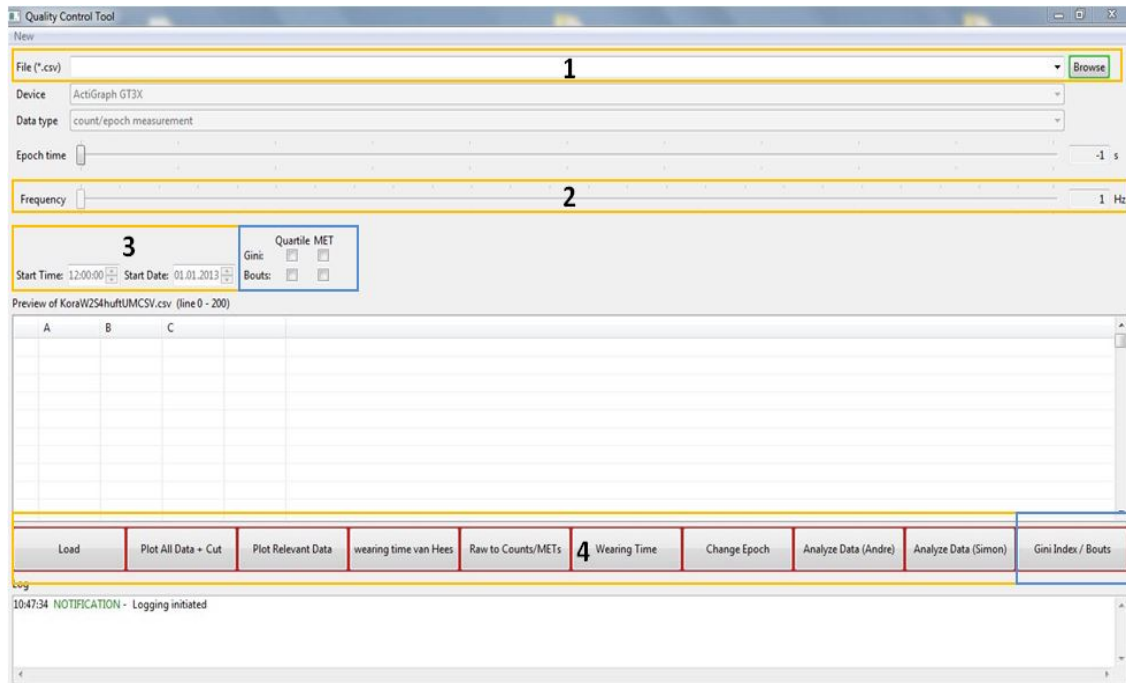 Quality Control Tool
New
File (*.csv) 1 Browse
Device ActiGraph GT3X
Data type count/epoch measurement
Epoch time -1 s
Frequency 2 1 Hz
3
Quartile MET
Gini:
Start Time: 12:00:00 Start Date: 01.01.2013 Bouts:
Preview of KoraW2S4huftUMCSV.csv (line 0 - 200)
A B C
Load Plot All Data + Cut Plot Relevant Data wearing time van Hees Raw to Counts/METs 4 Wearing Time Change Epoch Analyze Data (Andre) Analyze Data (Simon) Gini Index / Bouts
Log
10:47:34 NOTIFICATION - Logging initiated